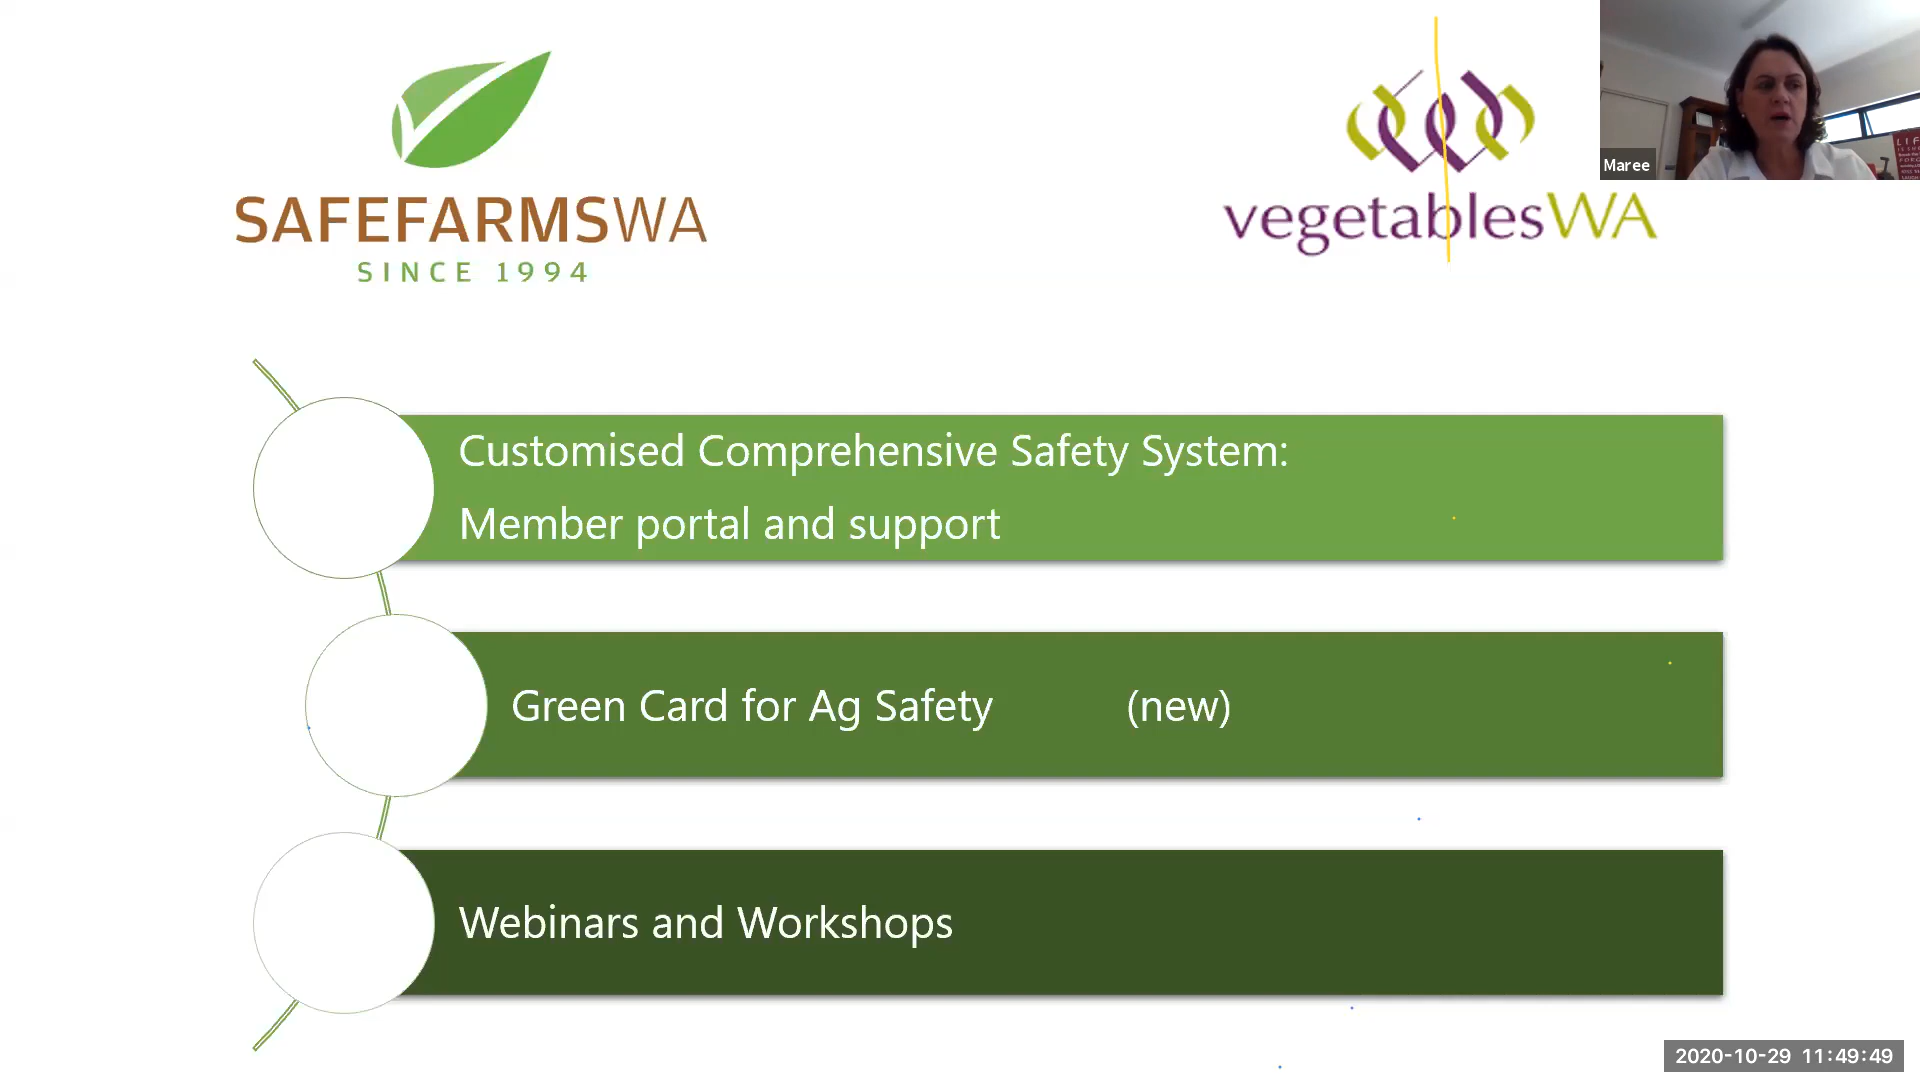 SAFEFARMSWA
SINCE 1994
vegetablesWA
Maree
Customised Comprehensive Safety System:
Member portal and support
Green Card for Ag Safety (new)
Webinars and Workshops
2020-10-29 11:49:49